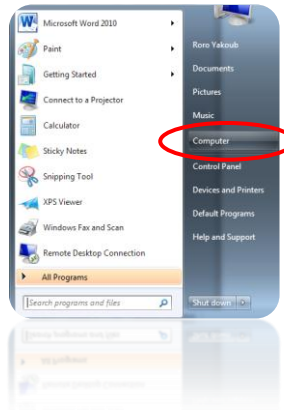 Microsoft Word 2010
Paint
Getting Started
Connect to a Projector
Calculator
Sticky Notes
Snipping Tool
XPS Viewer
Windows Fax and Scan
Remote Desktop Connection
All Programs
Search programs and files
Roro Yakoub
Documents
Pictures
Music
Computer
Control Panel
Devices and Printers
Default Programs
Help and Support
Shut down